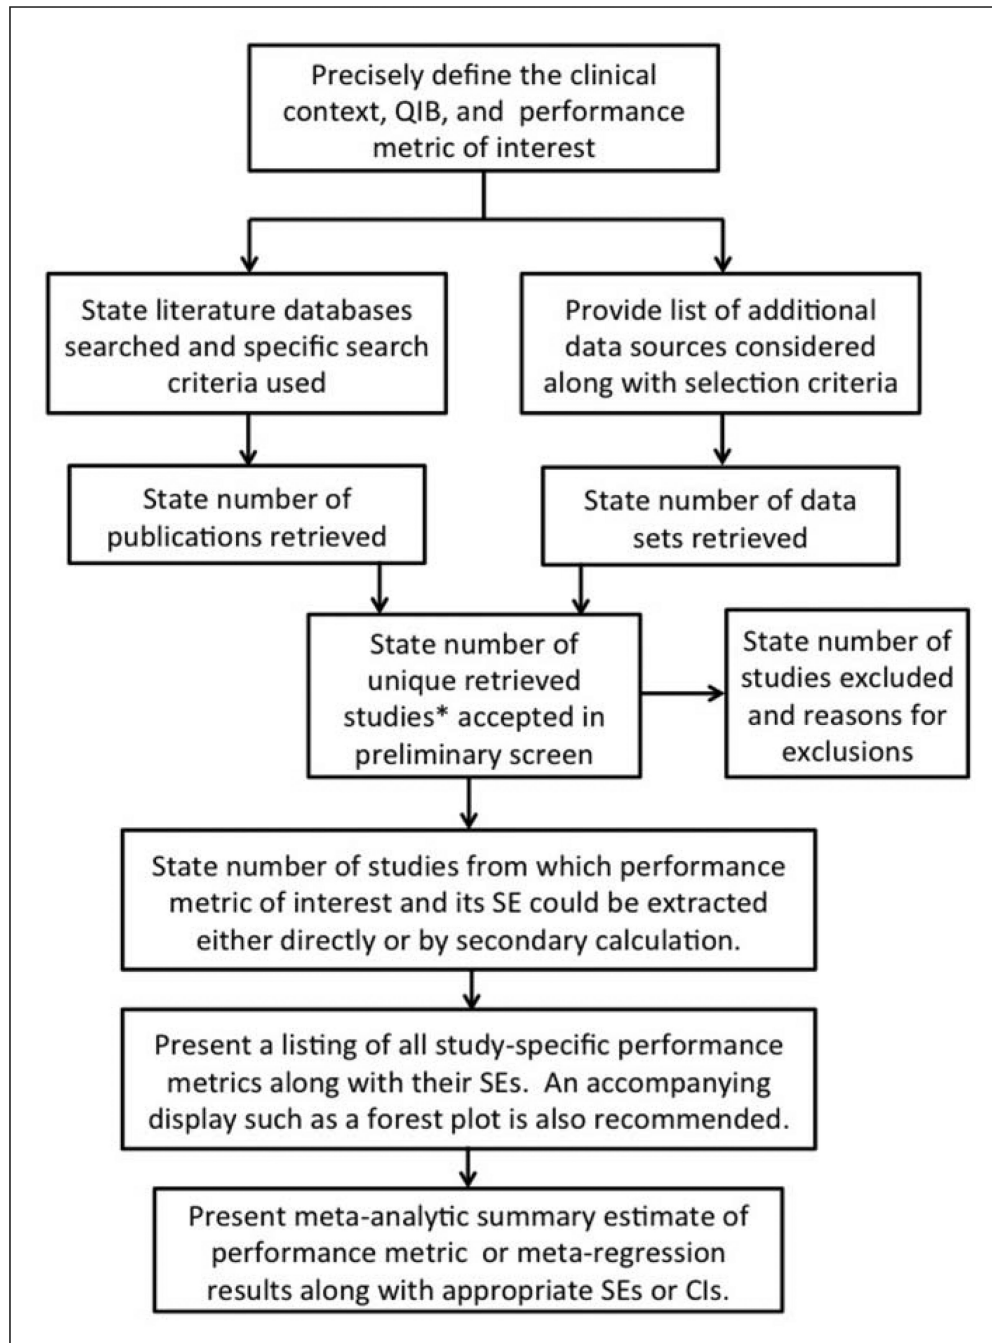 Precisely define the clinical
context, QIB, and performance
metric of interest
State literature databases
searched and specific search
criteria used
Provide list of additional
data sources considered
along with selection criteria
State number of
publications retrieved
State number of data
sets retrieved
State number of
unique retrieved
studies* accepted in
preliminary screen
State number of
studies excluded
and reasons for
exclusions
State number of studies from which performance
metric of interest and its SE could be extracted
either directly or by secondary calculation.
Present a listing of all study-specific performance
metrics along with their SEs. An accompanying
display such as a forest plot is also recommended.
Present meta-analytic summary estimate of
performance metric or meta-regression
results along with appropriate SEs or CIs.